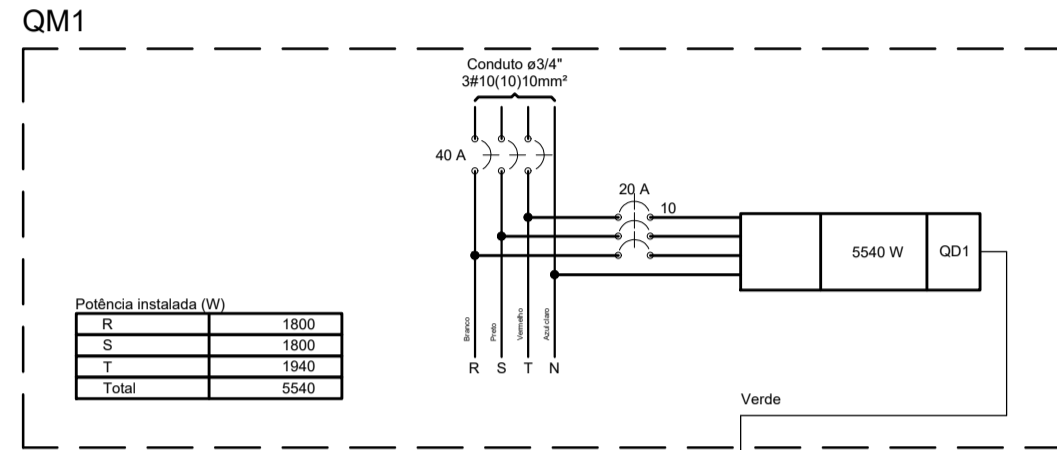 QM1
Conduto ø3/4"
3#10(10)10mm²
40 A
20 A
10
5540 W QD1
Potência instalada (W)
R 1800
S 1800
T 1940
Total 5540
Branco Preto Vermelho Azul claro
R S T N
Verde